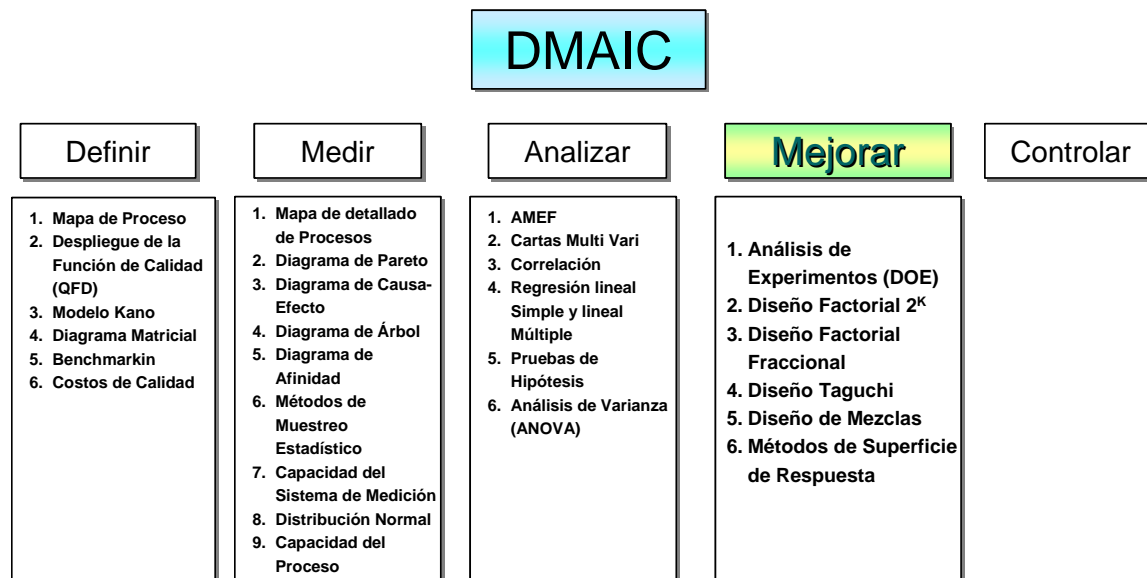 DMAIC
Definir
Medir
Analizar
Mejorar
Controlar
1. Mapa de Proceso
2. Despliegue de la
Función de Calidad
(QFD)
3. Modelo Kano
4. Diagrama Matricial
5. Benchmarkin
6. Costos de Calidad
1. Mapa de detallado
de Procesos
2. Diagrama de Pareto
3. Diagrama de Causa-
Efecto
4. Diagrama de Árbol
5. Diagrama de
Afinidad
6. Métodos de
Muestreo
Estadístico
7. Capacidad del
Sistema de Medición
8. Distribución Normal
9. Capacidad del
Proceso
1. AMEF
2. Cartas Multi Vari
3. Correlación
4. Regresión lineal
Simple y lineal
Múltiple
5. Pruebas de
Hipótesis
6. Análisis de Varianza
(ANOVA)
1. Análisis de
Experimentos (DOE)
2. Diseño Factorial 2ᴷ
3. Diseño Factorial
Fraccional
4. Diseño Taguchi
5. Diseño de Mezclas
6. Métodos de Superficie
de Respuesta